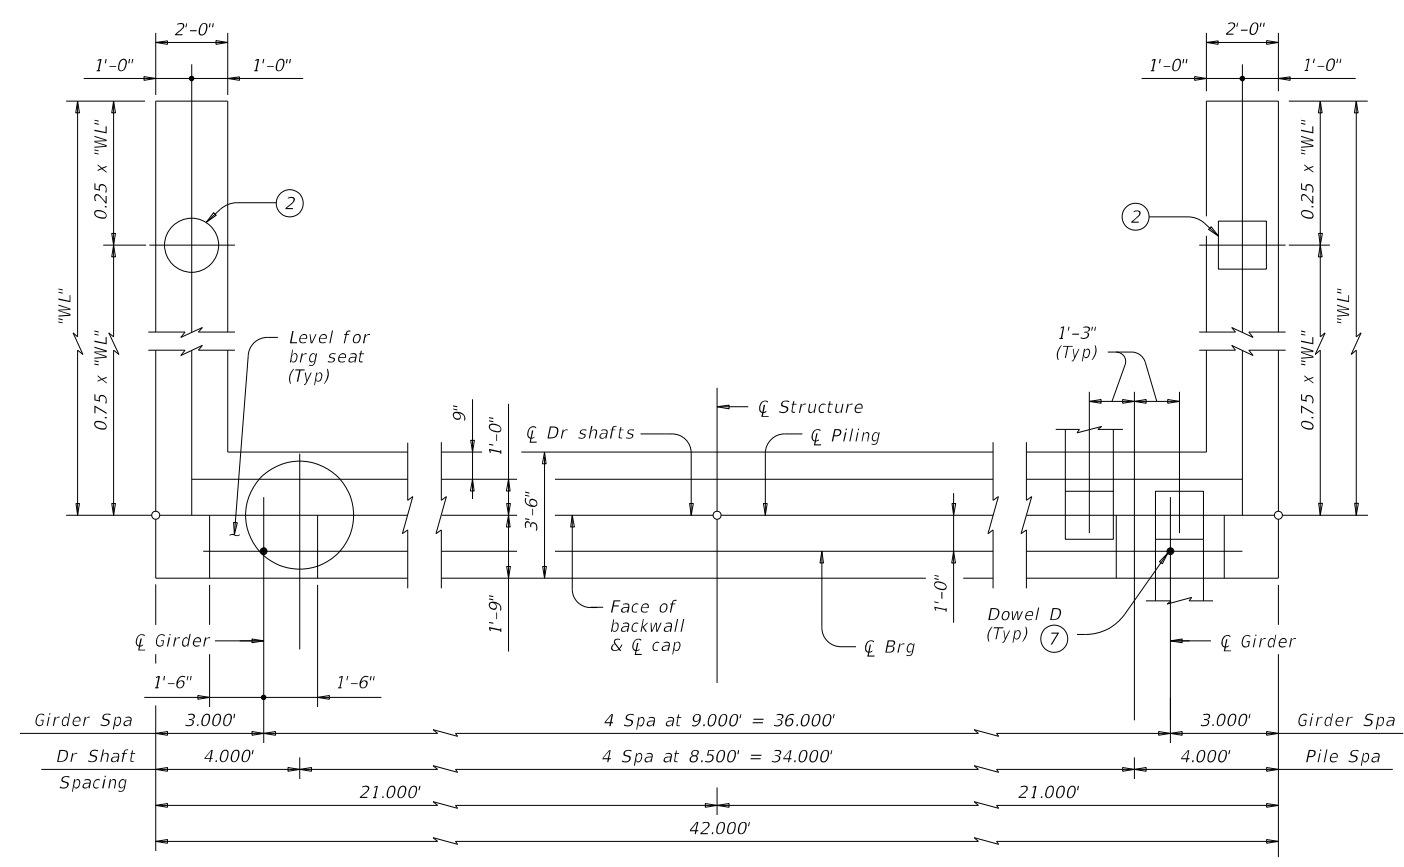 2'-0"
2'-0"
1'-0"
1'-0"
1'-0"
1'-0"
0.25 x "WL"
0.25 x "WL"
2
2
"WL"
"WL"
0.75 x "WL"
0.75 x "WL"
Level for
brg seat
(Typ)
1'-3"
(Typ)
9"
1'-0"
℄ Structure
℄ Dr shafts
℄ Piling
3'-6"
1'-9"
1'-0"
Face of
backwall
& ℄ cap
℄ Brg
Dowel D
(Typ) 7
℄ Girder
℄ Girder
1'-6"
1'-6"
Girder Spa
3.000'
4 Spa at 9.000' = 36.000'
3.000'
Girder Spa
Dr Shaft
Spacing
4.000'
4 Spa at 8.500' = 34.000'
4.000'
Pile Spa
21.000'
21.000'
42.000'